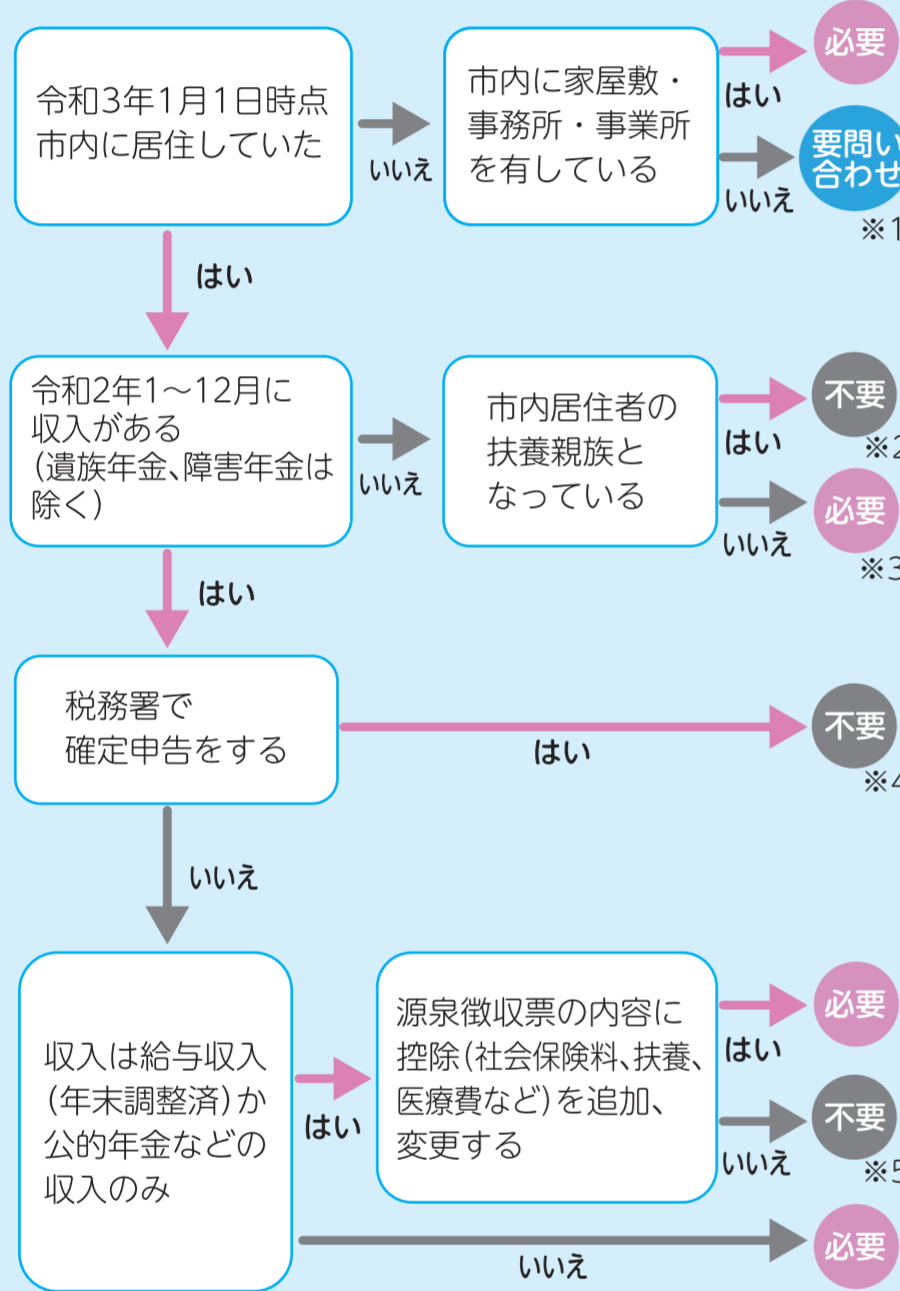 令和3年1月1日時点
市内に居住していた
いいえ
市内に家屋敷・
事務所・事業所
を有している
はい
必要
いいえ
要問い
合わせ
※1
はい
令和2年1～12月に
収入がある
(遺族年金、障害年金は
除く)
いいえ
市内居住者の
扶養親族と
なっている
はい
不要
※2
いいえ
必要
※3
はい
税務署で
確定申告をする
はい
不要
※4
いいえ
収入は給与収入
(年末調整済)か
公的年金などの
収入のみ
はい
源泉徴収票の内容に
控除(社会保険料、扶養、
医療費など)を追加、
変更する
はい
必要
いいえ
不要
※5
いいえ
必要